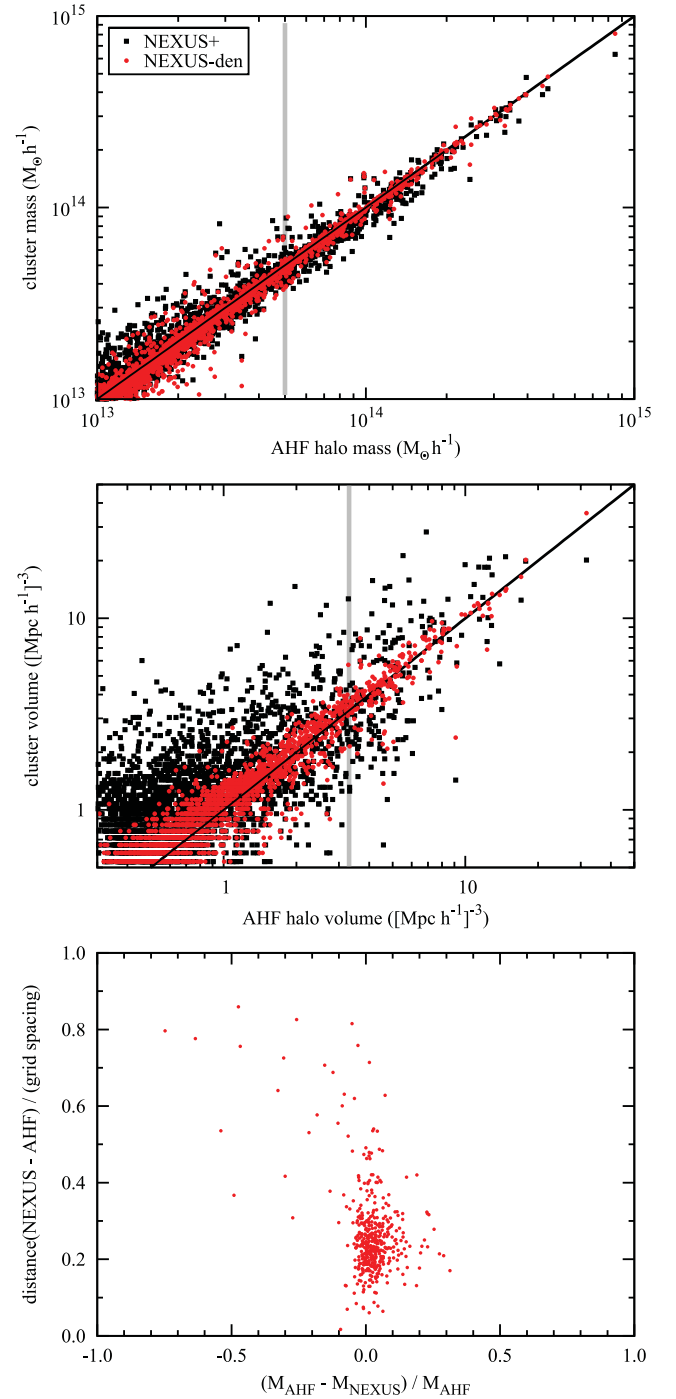 10^15
NEXUS+
NEXUS-den
cluster mass (M_⊙ h^-1)
10^14
10^13
10^13 10^14 10^15
AHF halo mass (M_⊙ h^-1)
cluster volume ([Mpc h^-1]^-3)
10
1
1 10
AHF halo volume ([Mpc h^-1]^-3)
distance(NEXUS - AHF) / (grid spacing)
1.0
0.8
0.6
0.4
0.2
0.0
-1.0 -0.5 0.0 0.5 1.0
(M_AHF - M_NEXUS) / M_AHF